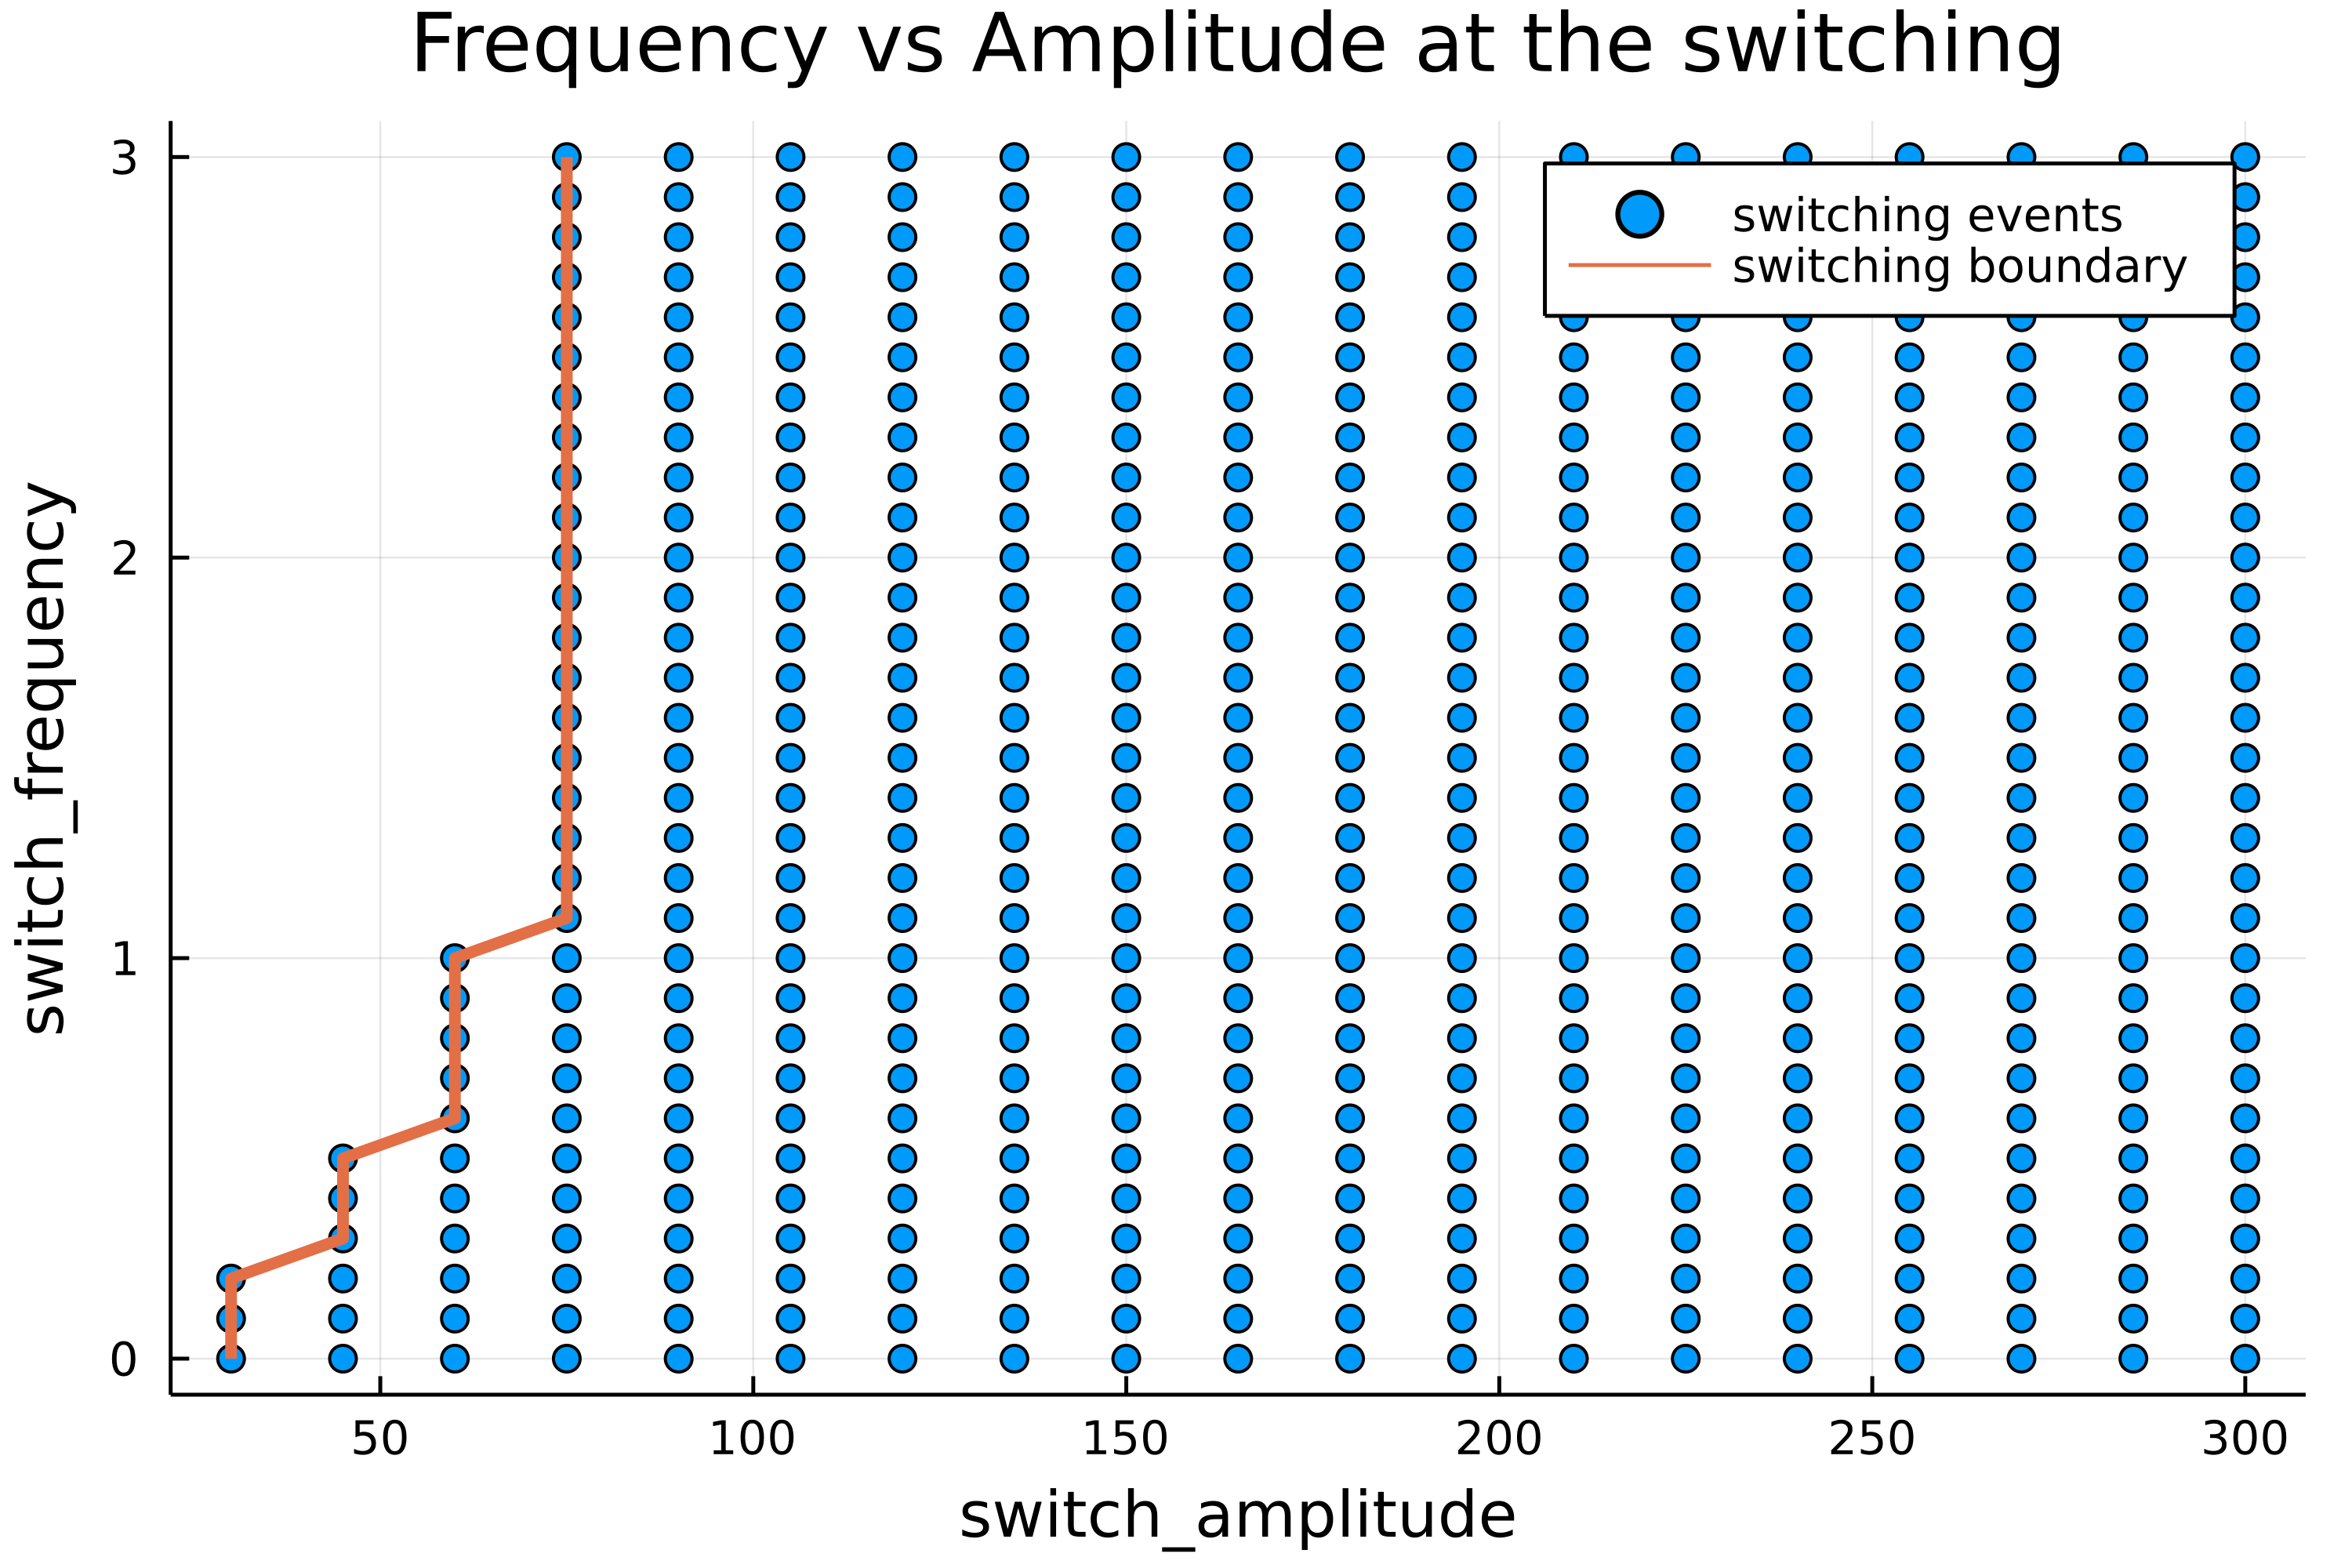 Frequency vs Amplitude at the switching
switching events
switching boundary
switch_frequency
3
2
1
0
50 100 150 200 250 300
switch_amplitude